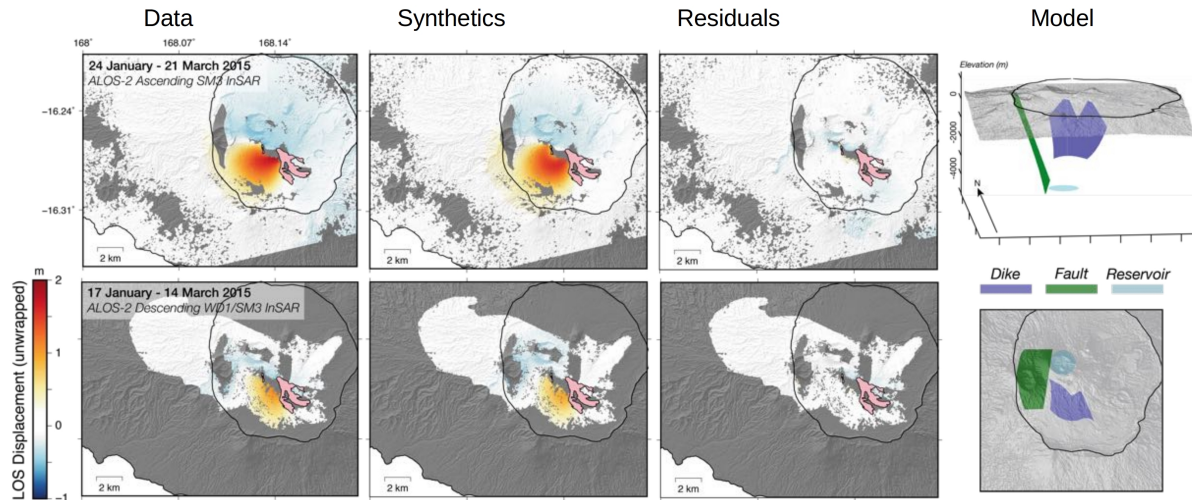 Data
Synthetics
Residuals
Model
168°
168.07°
168.14°
24 January - 21 March 2015
ALOS-2 Ascending SM3 InSAR
−16.24°
−16.31°
2 km
2 km
2 km
Elevation (m)
0
-2000
-4000
N
17 January - 14 March 2015
ALOS-2 Descending WD1/SM3 InSAR
2 km
2 km
2 km
m
2
1
0
−1
LOS Displacement (unwrapped)
Dike
Fault
Reservoir